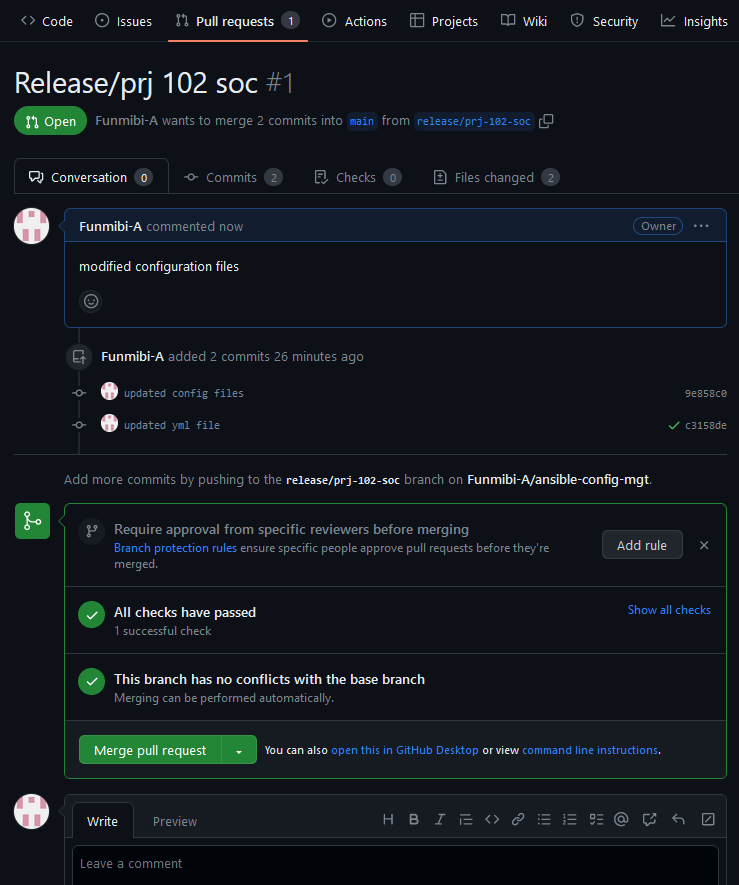 Code Issues Pull requests 1 Actions Projects Wiki Security Insights
Release/prj 102 soc #1
Open Funmibi-A wants to merge 2 commits into main from release/prj-102-soc
Conversation 0 Commits 2 Checks 0 Files changed 2
Funmibi-A commented now Owner
modified configuration files
Funmibi-A added 2 commits 26 minutes ago
updated config files 9e858c0
updated yml file c3158de
Add more commits by pushing to the release/prj-102-soc branch on Funmibi-A/ansible-config-mgt.
Require approval from specific reviewers before merging
Branch protection rules ensure specific people approve pull requests before they're
merged.
Add rule
All checks have passed
1 successful check
Show all checks
This branch has no conflicts with the base branch
Merging can be performed automatically.
Merge pull request You can also open this in GitHub Desktop or view command line instructions.
Write Preview
Leave a comment